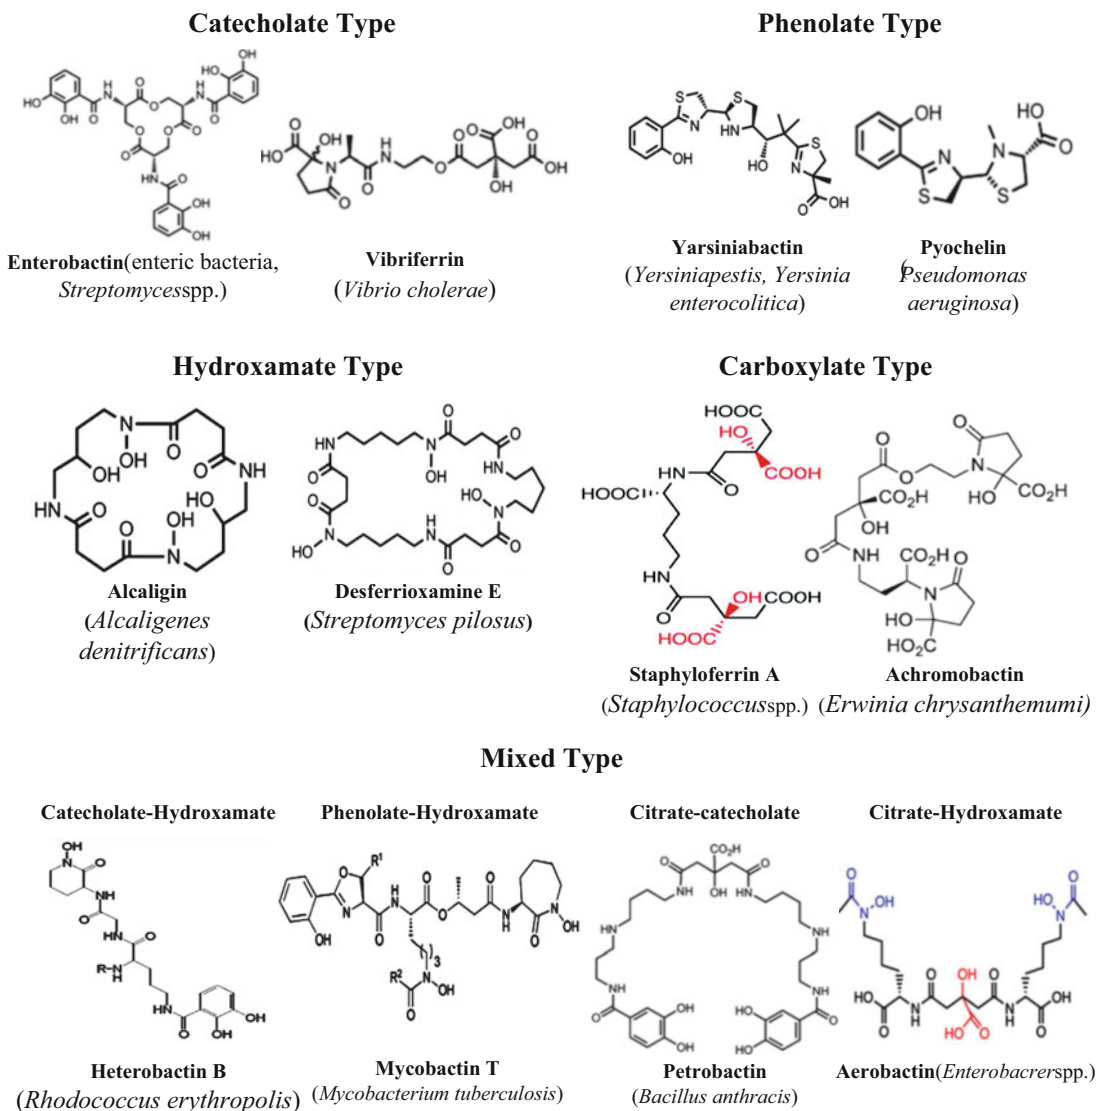 Catecholate Type
Phenolate Type
Enterobactin(enteric bacteria,
Streptomycesspp.)
Vibriferrin
(Vibrio cholerae)
Yarsiniabactin
(Yersiniapestis, Yersinia
enterocolitica)
Pyochelin
(Pseudomonas
aeruginosa)
Hydroxamate Type
Carboxylate Type
Alcaligin
(Alcaligenes
denitrificans)
Desferrioxamine E
(Streptomyces pilosus)
Staphyloferrin A
(Staphylococcusspp.)
Achromobactin
(Erwinia chrysanthemumi)
Mixed Type
Catecholate-Hydroxamate
Phenolate-Hydroxamate
Citrate-catecholate
Citrate-Hydroxamate
Heterobactin B
(Rhodococcus erythropolis)
Mycobactin T
(Mycobacterium tuberculosis)
Petrobactin
(Bacillus anthracis)
Aerobactin(Enterobacrerspp.)